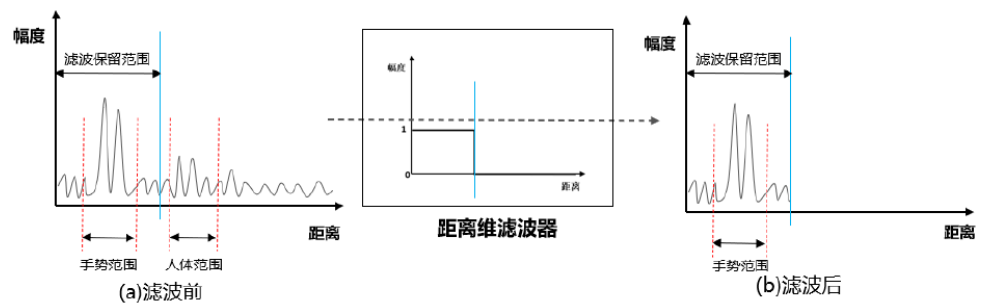 幅度
滤波保留范围
距离
手势范围
人体范围
(a)滤波前
幅度
1
0
距离
距离维滤波器
幅度
滤波保留范围
距离
手势范围
(b)滤波后